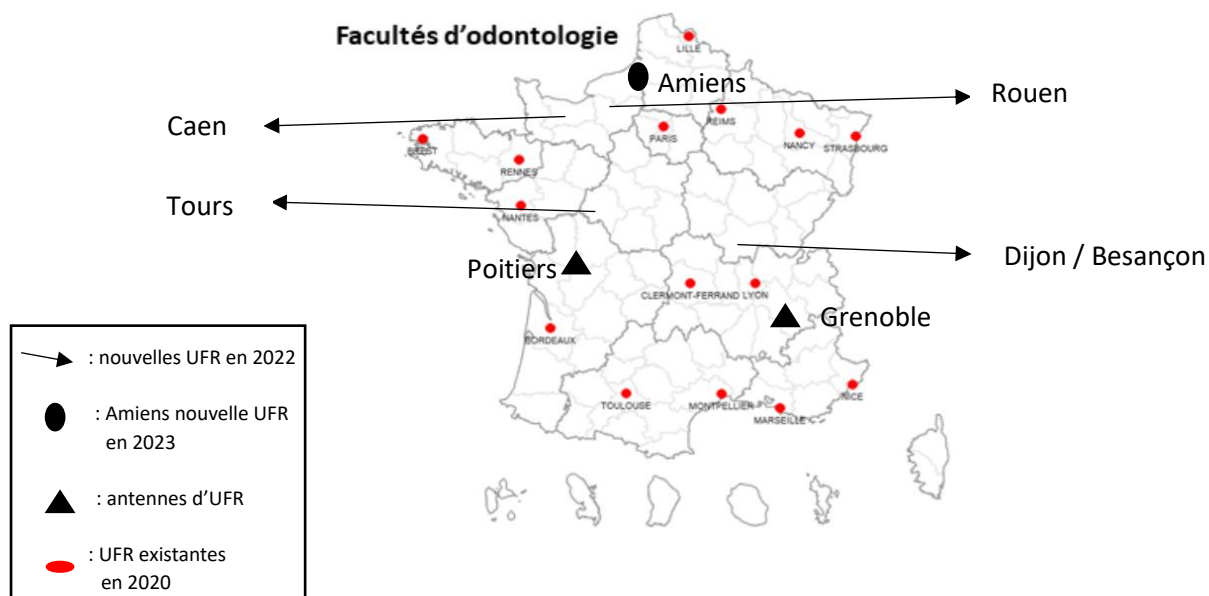 Facultés d’odontologie
LILLE
Amiens
Rouen
Caen
REIMS
PARIS
NANCY
STRASBOURG
BREST
RENNES
Tours
NANTES
Dijon / Besançon
Poitiers
CLERMONT-FERRAND
LYON
Grenoble
BORDEAUX
TOULOUSE
MONTPELLIER
MARSEILLE
NICE
: nouvelles UFR en 2022
: Amiens nouvelle UFR
en 2023
: antennes d’UFR
: UFR existantes
en 2020